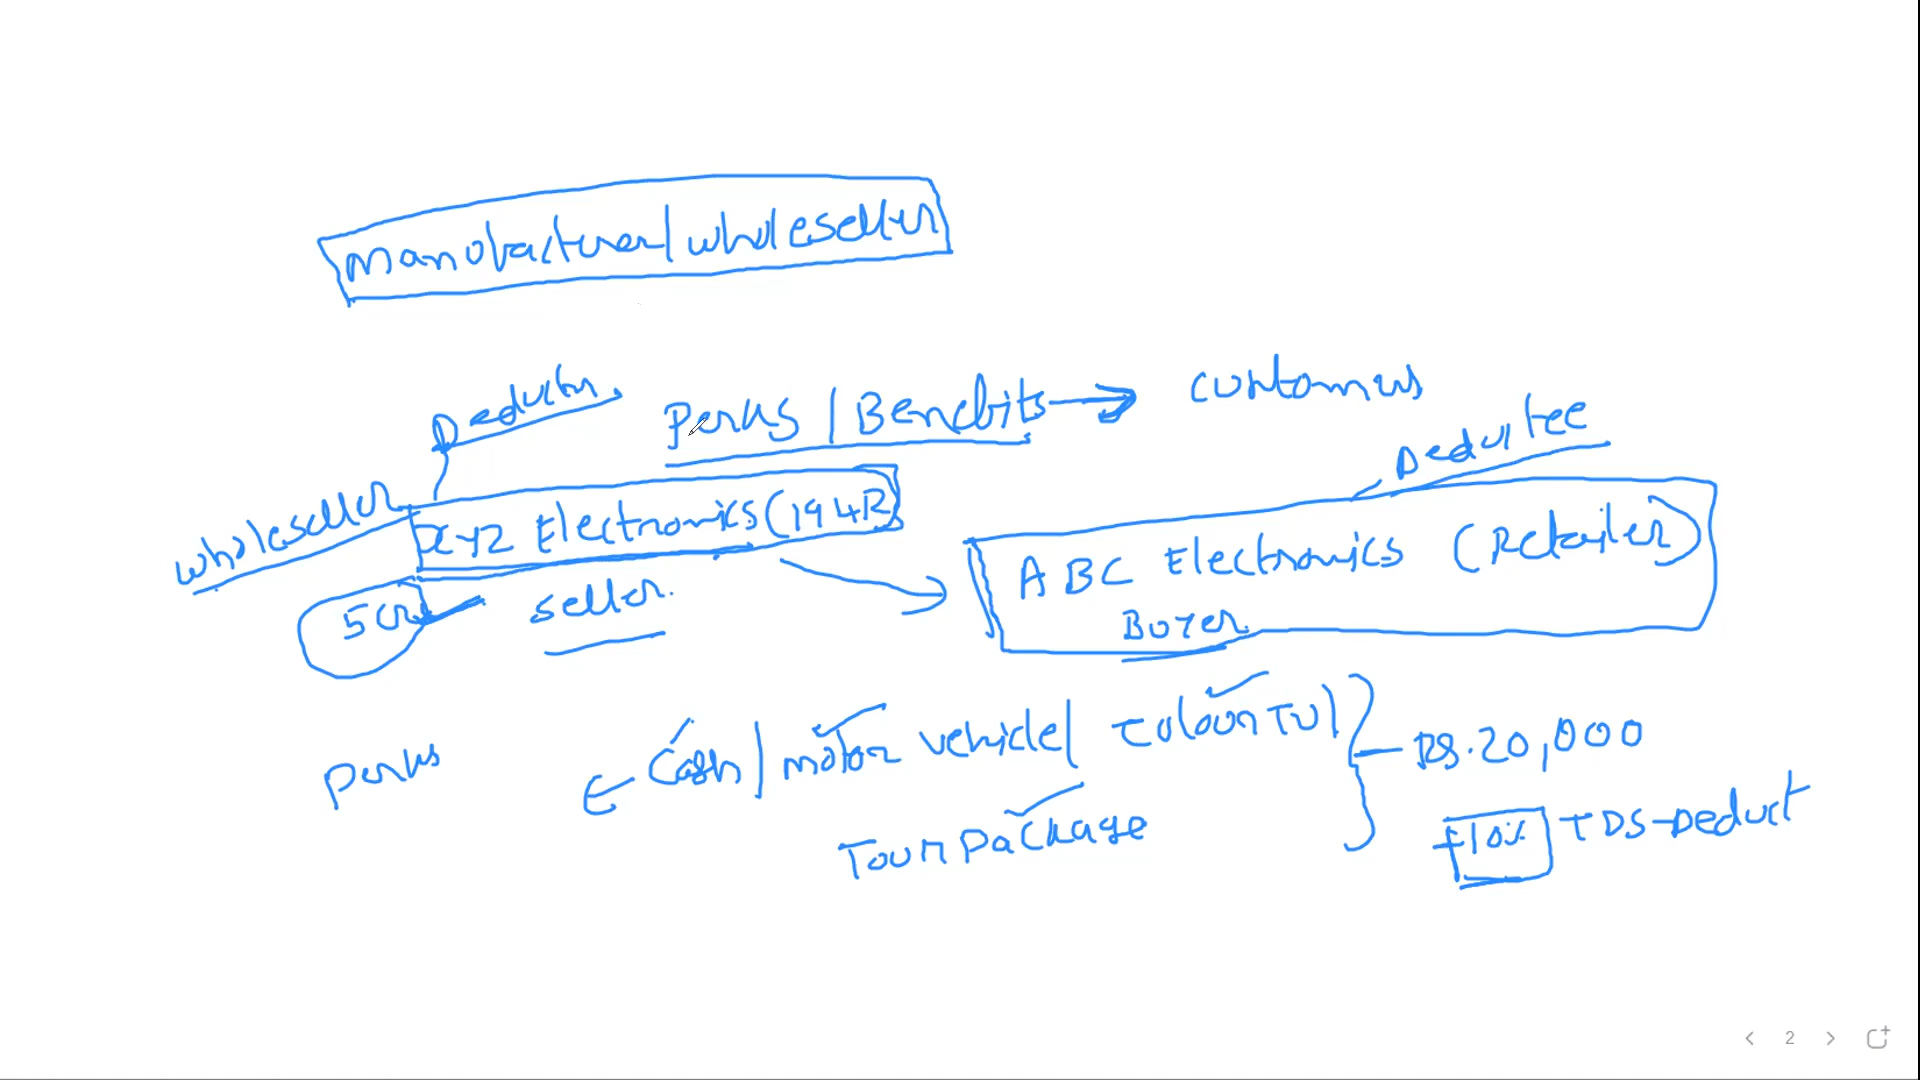 Manufacturer/wholeseller
Deductor
Perks / Benefits → customers
Deductee
wholeseller
XYZ Electronics (194R)
ABC Electronics (Retailer)
5Cr
seller.
Buyer
Perks
Cash / motor vehicle / Colour TV /
Rs. 20,000
Tour Package
10% TDS-Deduct
2